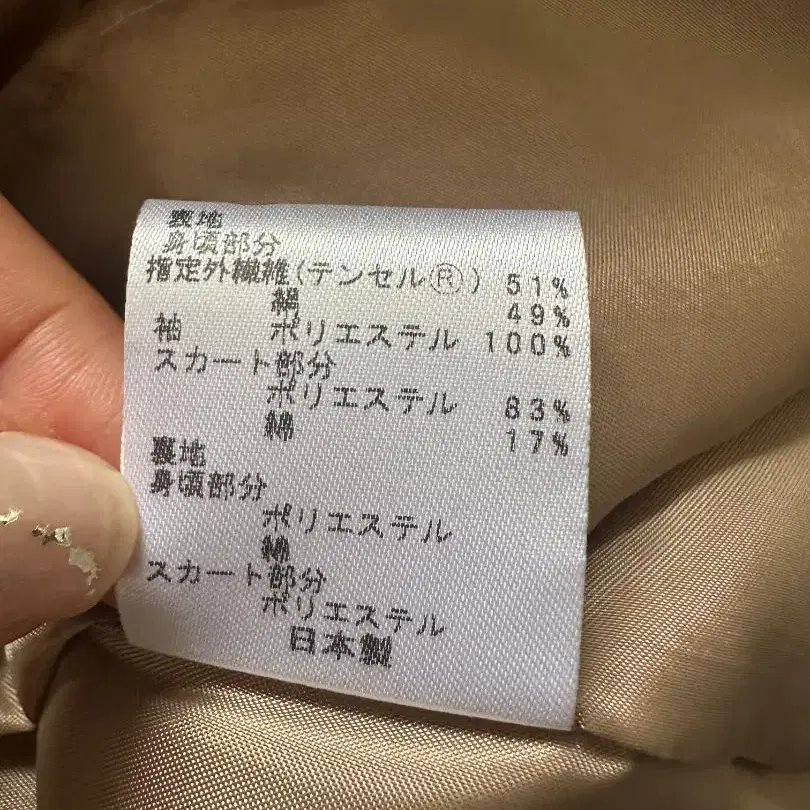 裏地
身頃部分
指定外繊維(テンセル®) 51%
絹 49%
袖 ポリエステル 100%
スカート部分
ポリエステル 83%
綿 17%
裏地
身頃部分
ポリエステル
綿
スカート部分
ポリエステル
日本製